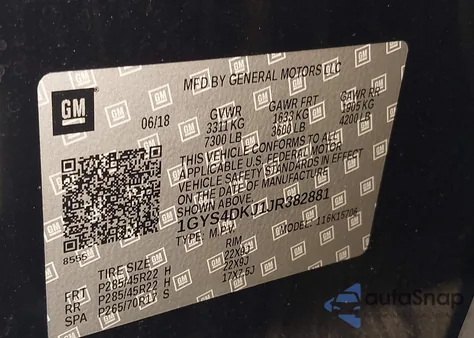 MFD BY GENERAL MOTORS LLC
GM
06/18 GVWR GAWR FRT GAWR RR
3311 KG 1633 KG 1905 KG
7300 LB 3600 LB 4200 LB
THIS VEHICLE CONFORMS TO ALL
APPLICABLE U.S. FEDERAL MOTOR
VEHICLE SAFETY STANDARDS IN EFFECT
ON THE DATE OF MANUFACTURE
SHOWN ABOVE.
1GYS4DKJ1JR382881
TYPE: M.P.V. MODEL: 116K15706
8555
TIRE SIZE RIM
FRT P285/45R22 H 22X9J
RR P285/45R22 H 22X9J
SPA P265/70R17 S 17X7.5J
autoSnap